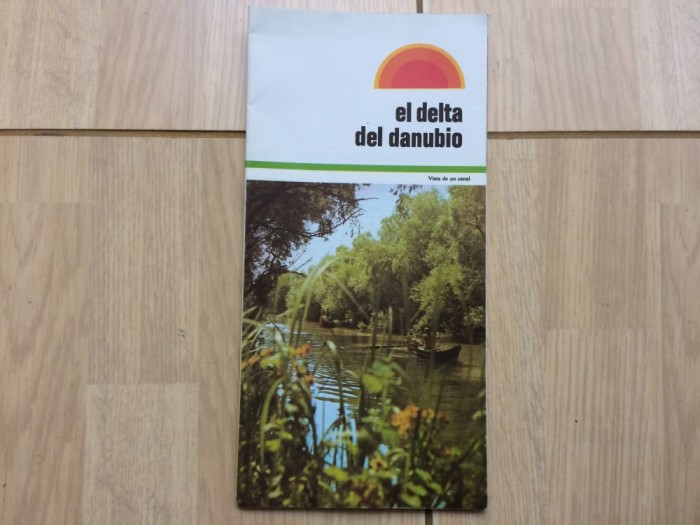 el delta
del danubio
Vista de un canal